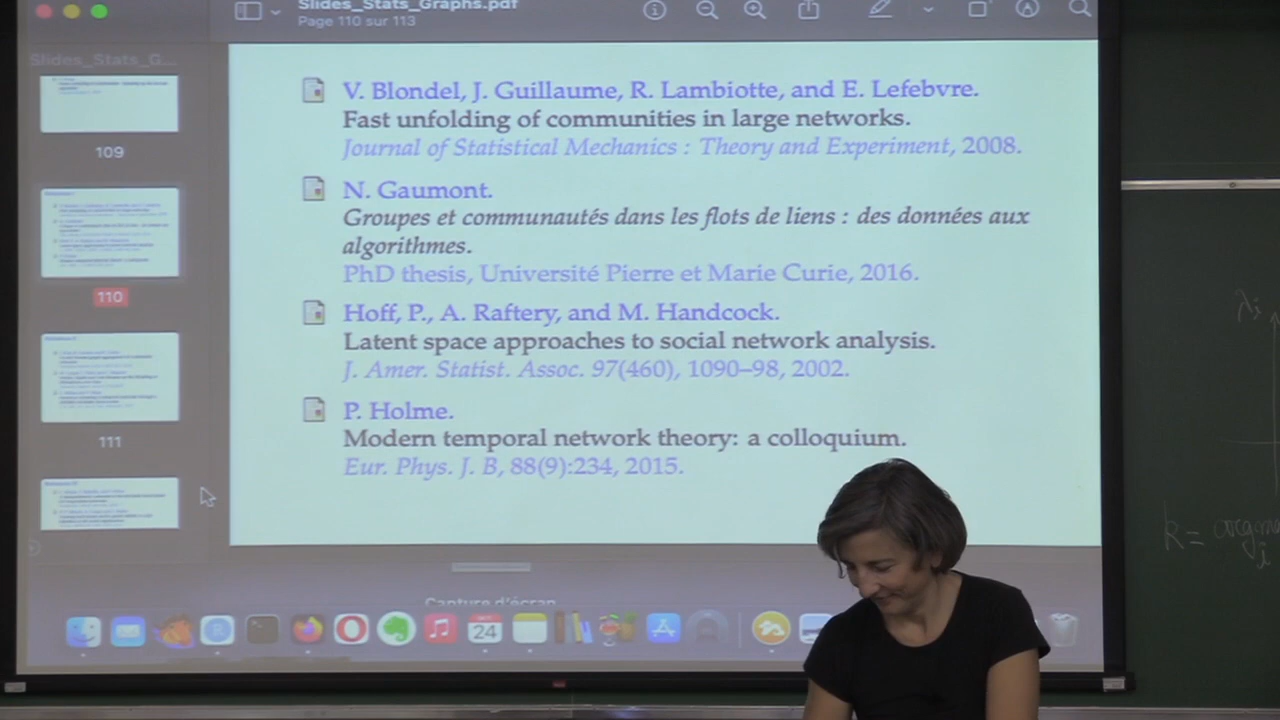 Slides_Stats_Graphs.pdf
Page 110 sur 113
Slides_Stats_G...
109
110
111
V. Blondel, J. Guillaume, R. Lambiotte, and E. Lefebvre.
Fast unfolding of communities in large networks.
Journal of Statistical Mechanics : Theory and Experiment, 2008.
N. Gaumont.
Groupes et communautés dans les flots de liens : des données aux
algorithmes.
PhD thesis, Université Pierre et Marie Curie, 2016.
Hoff, P., A. Raftery, and M. Handcock.
Latent space approaches to social network analysis.
J. Amer. Statist. Assoc. 97(460), 1090–98, 2002.
P. Holme.
Modern temporal network theory: a colloquium.
Eur. Phys. J. B, 88(9):234, 2015.
Capture d'écran
24
λi
k =
i